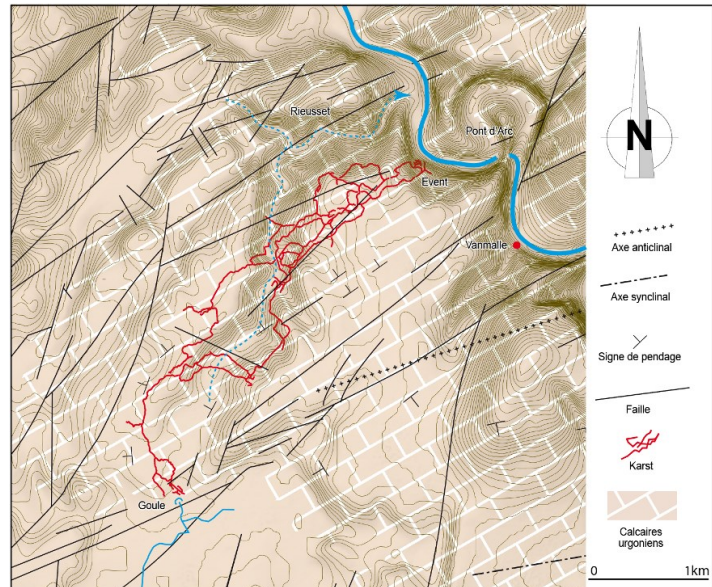 Rieusset
Pont d'Arc
Event
Vanmalle
Goule
N
Axe anticlinal
Axe synclinal
Signe de pendage
Faille
Karst
Calcaires
urgoniens
0 1km